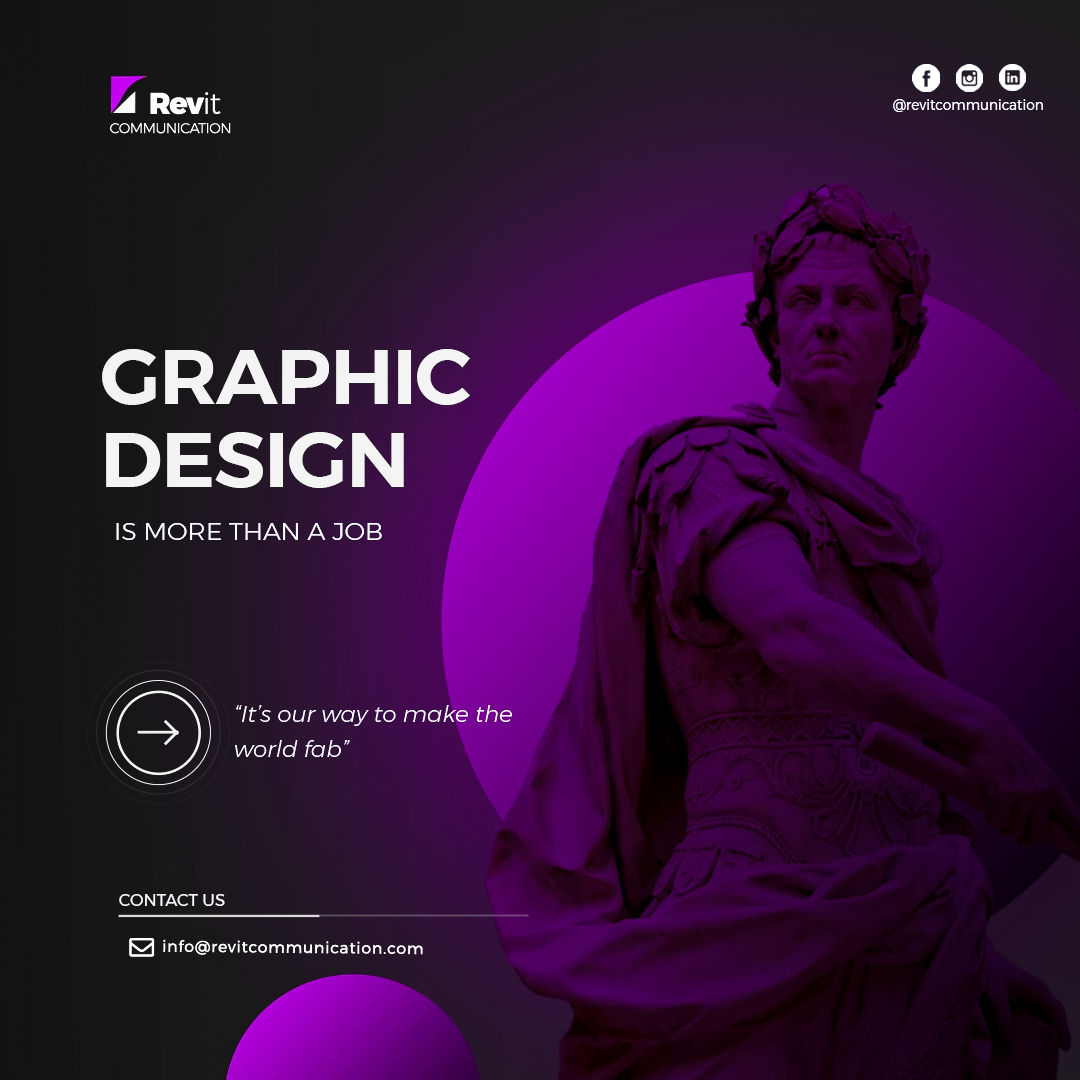 Revit
COMMUNICATION
@revitcommunication
GRAPHIC
DESIGN
IS MORE THAN A JOB
“It’s our way to make the
world fab”
CONTACT US
info@revitcommunication.com